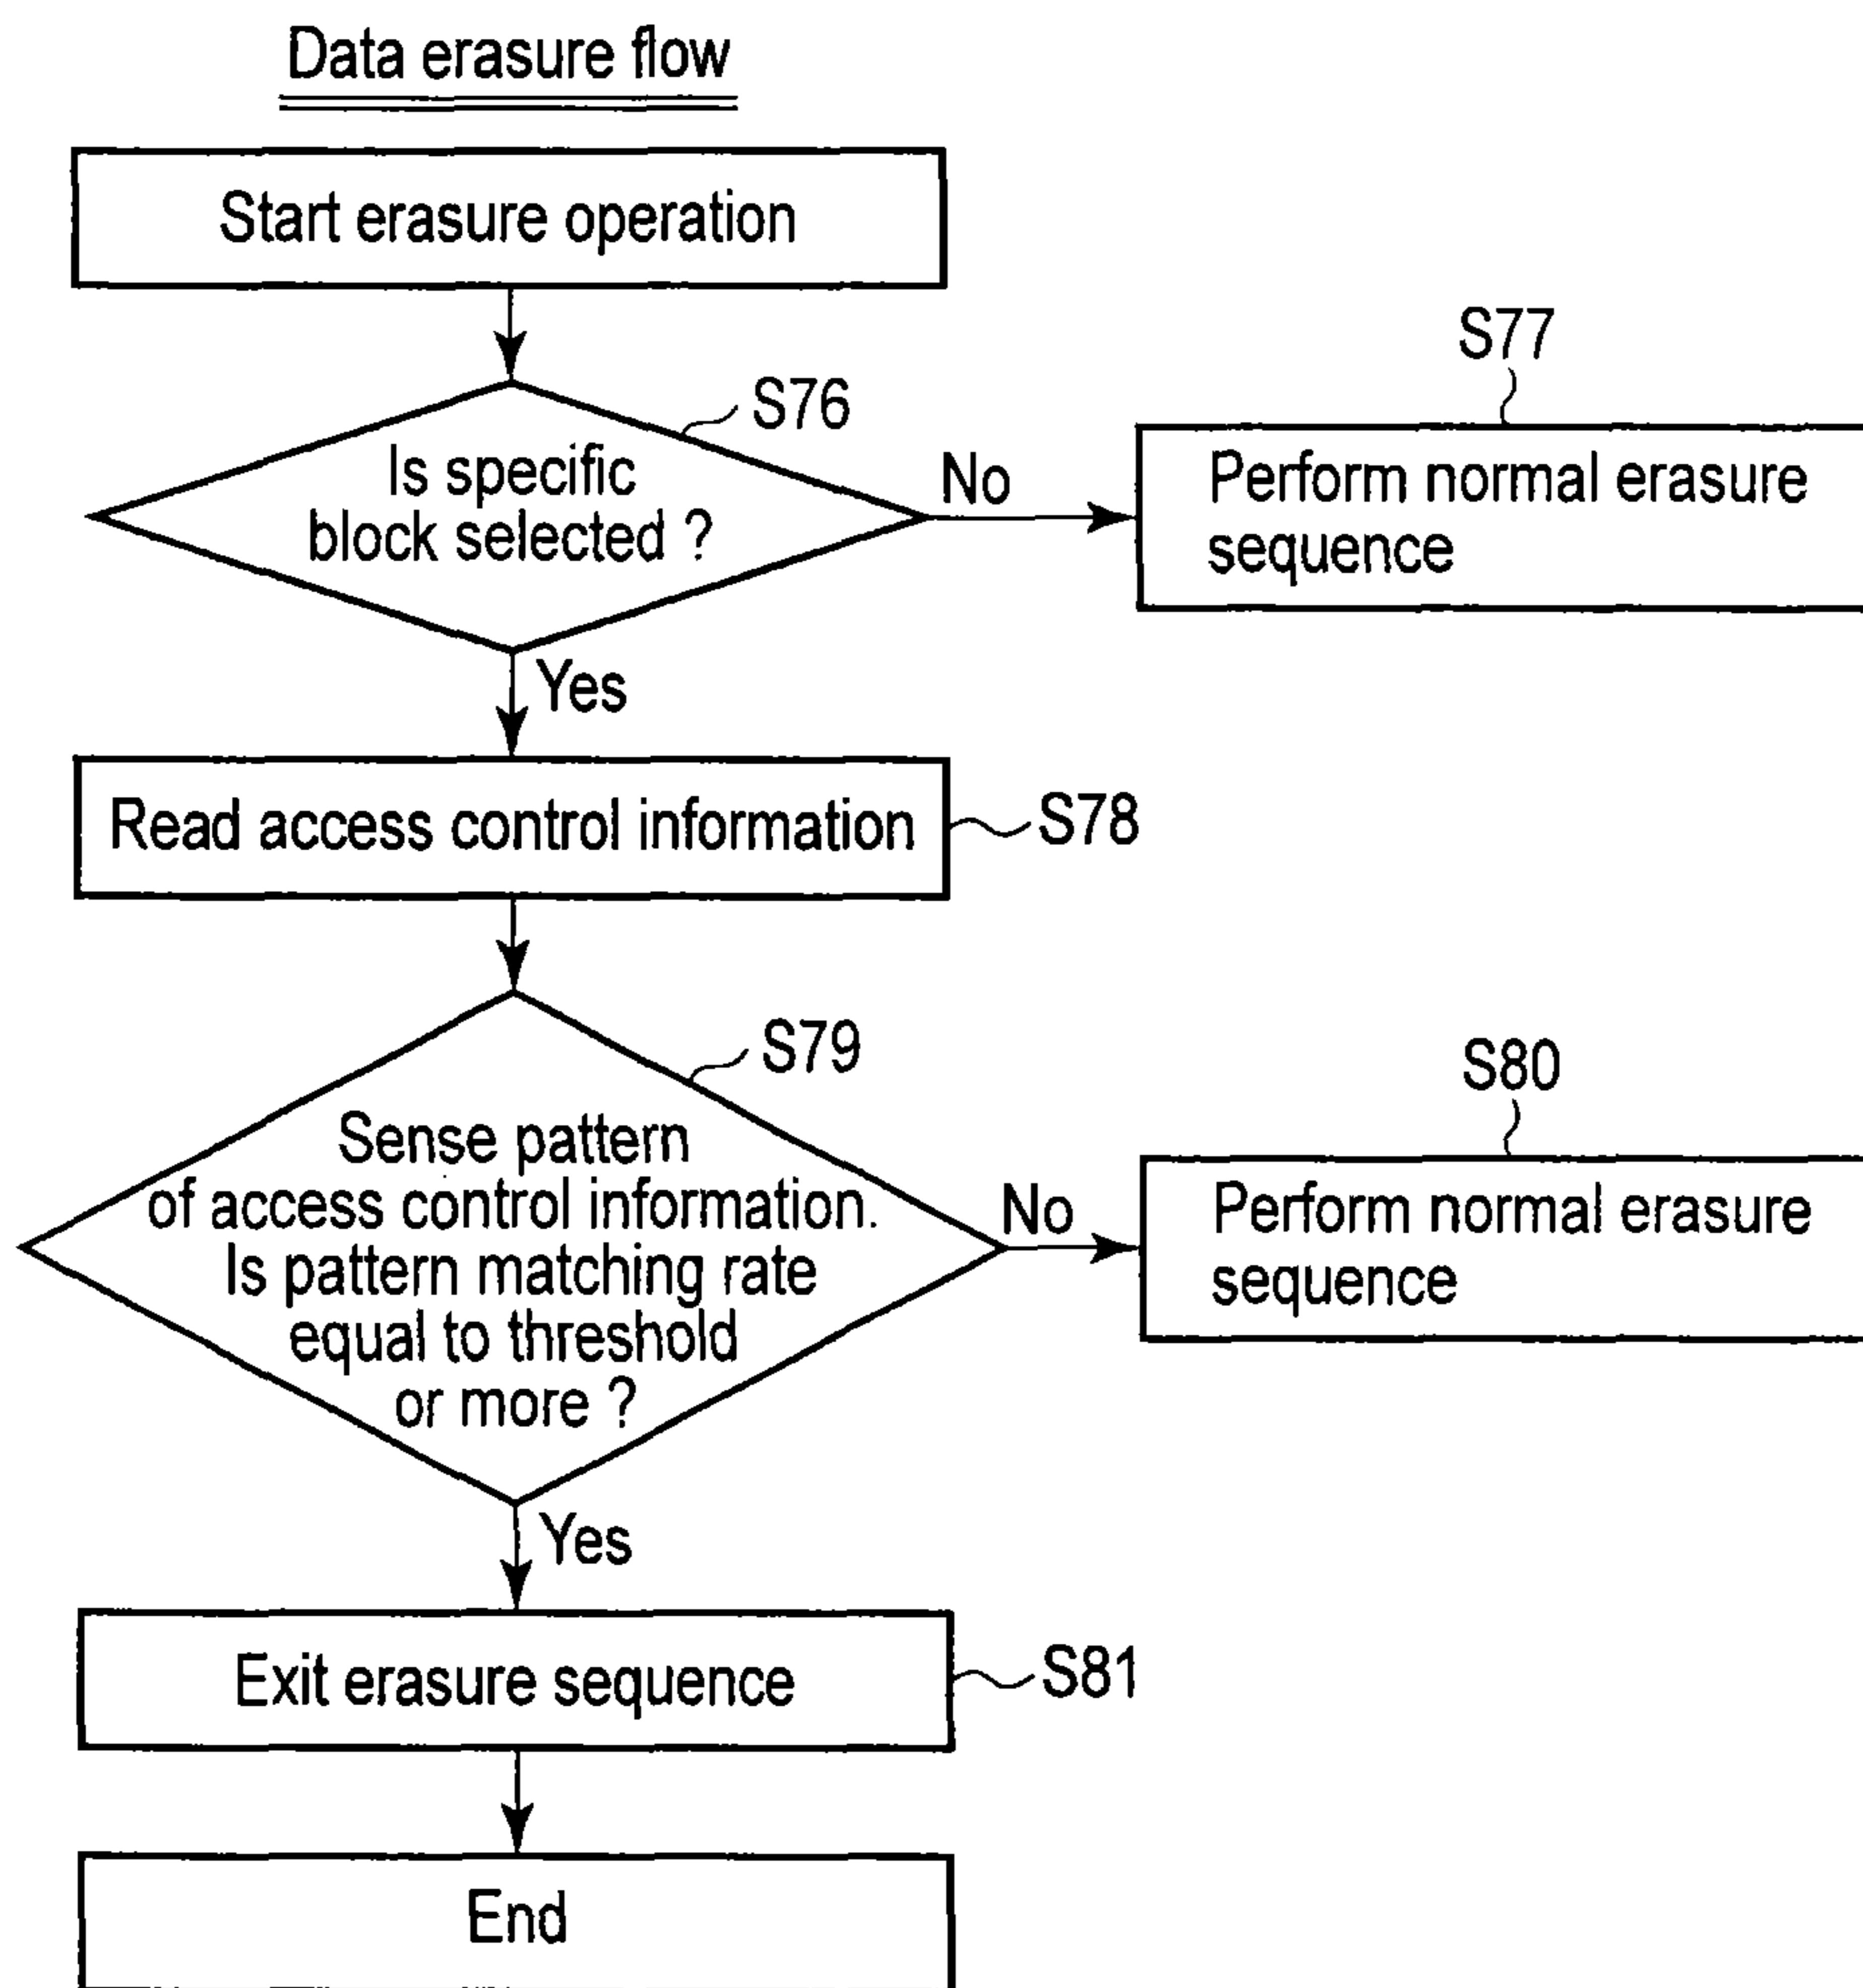 Data erasure flow
Start erasure operation
S76
Is specific
block selected ?
No
S77
Perform normal erasure
sequence
Yes
Read access control information
S78
S79
Sense pattern
of access control information.
Is pattern matching rate
equal to threshold
or more ?
No
S80
Perform normal erasure
sequence
Yes
Exit erasure sequence
S81
End